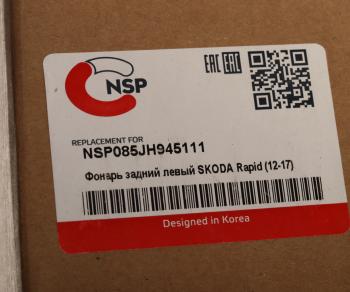 NSP
EAC EAC
REPLACEMENT FOR
NSP085JH945111
Фонарь задний левый SKODA Rapid (12-17)
Designed in Korea